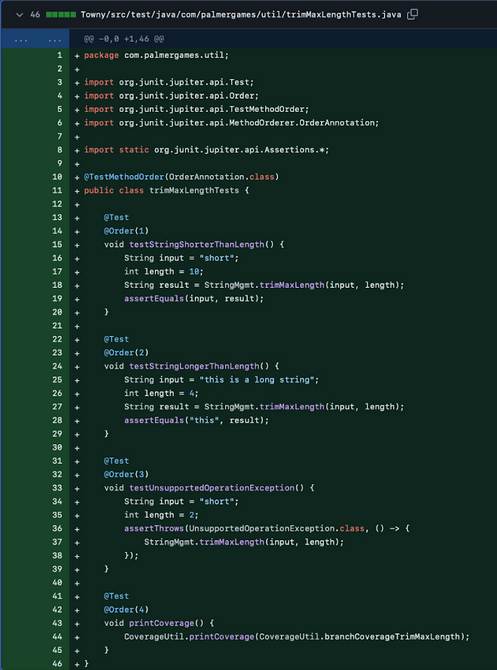 46 Towny/src/test/java/com/palmergames/util/trimMaxLengthTests.java
... ... @@ -0,0 +1,46 @@
1 + package com.palmergames.util;
2 +
3 + import org.junit.jupiter.api.Test;
4 + import org.junit.jupiter.api.Order;
5 + import org.junit.jupiter.api.TestMethodOrder;
6 + import org.junit.jupiter.api.MethodOrderer.OrderAnnotation;
7 +
8 + import static org.junit.jupiter.api.Assertions.*;
9 +
10 + @TestMethodOrder(OrderAnnotation.class)
11 + public class trimMaxLengthTests {
12 +
13 +     @Test
14 +     @Order(1)
15 +     void testStringShorterThanLength() {
16 +         String input = "short";
17 +         int length = 10;
18 +         String result = StringMgmt.trimMaxLength(input, length);
19 +         assertEquals(input, result);
20 +     }
21 +
22 +     @Test
23 +     @Order(2)
24 +     void testStringLongerThanLength() {
25 +         String input = "this is a long string";
26 +         int length = 4;
27 +         String result = StringMgmt.trimMaxLength(input, length);
28 +         assertEquals("this", result);
29 +     }
30 +
31 +     @Test
32 +     @Order(3)
33 +     void testUnsupportedOperationException() {
34 +         String input = "short";
35 +         int length = 2;
36 +         assertThrows(UnsupportedOperationException.class, () -> {
37 +             StringMgmt.trimMaxLength(input, length);
38 +         });
39 +     }
40 +
41 +     @Test
42 +     @Order(4)
43 +     void printCoverage() {
44 +         CoverageUtil.printCoverage(CoverageUtil.branchCoverageTrimMaxLength);
45 +     }
46 + }